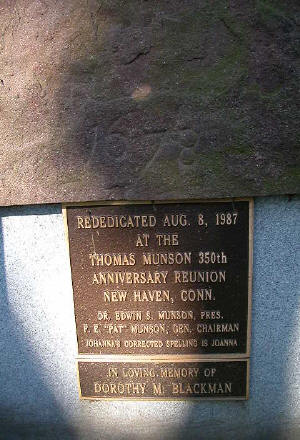 1678
REDEDICATED AUG. 8, 1987
AT THE
THOMAS MUNSON 350th
ANNIVERSARY REUNION
NEW HAVEN, CONN.
DR. EDWIN S. MUNSON, PRES.
P. E. "PAT" MUNSON, GEN. CHAIRMAN
JOHANNA'S CORRECTED SPELLING IS JOANNA
IN LOVING MEMORY OF
DOROTHY M. BLACKMAN